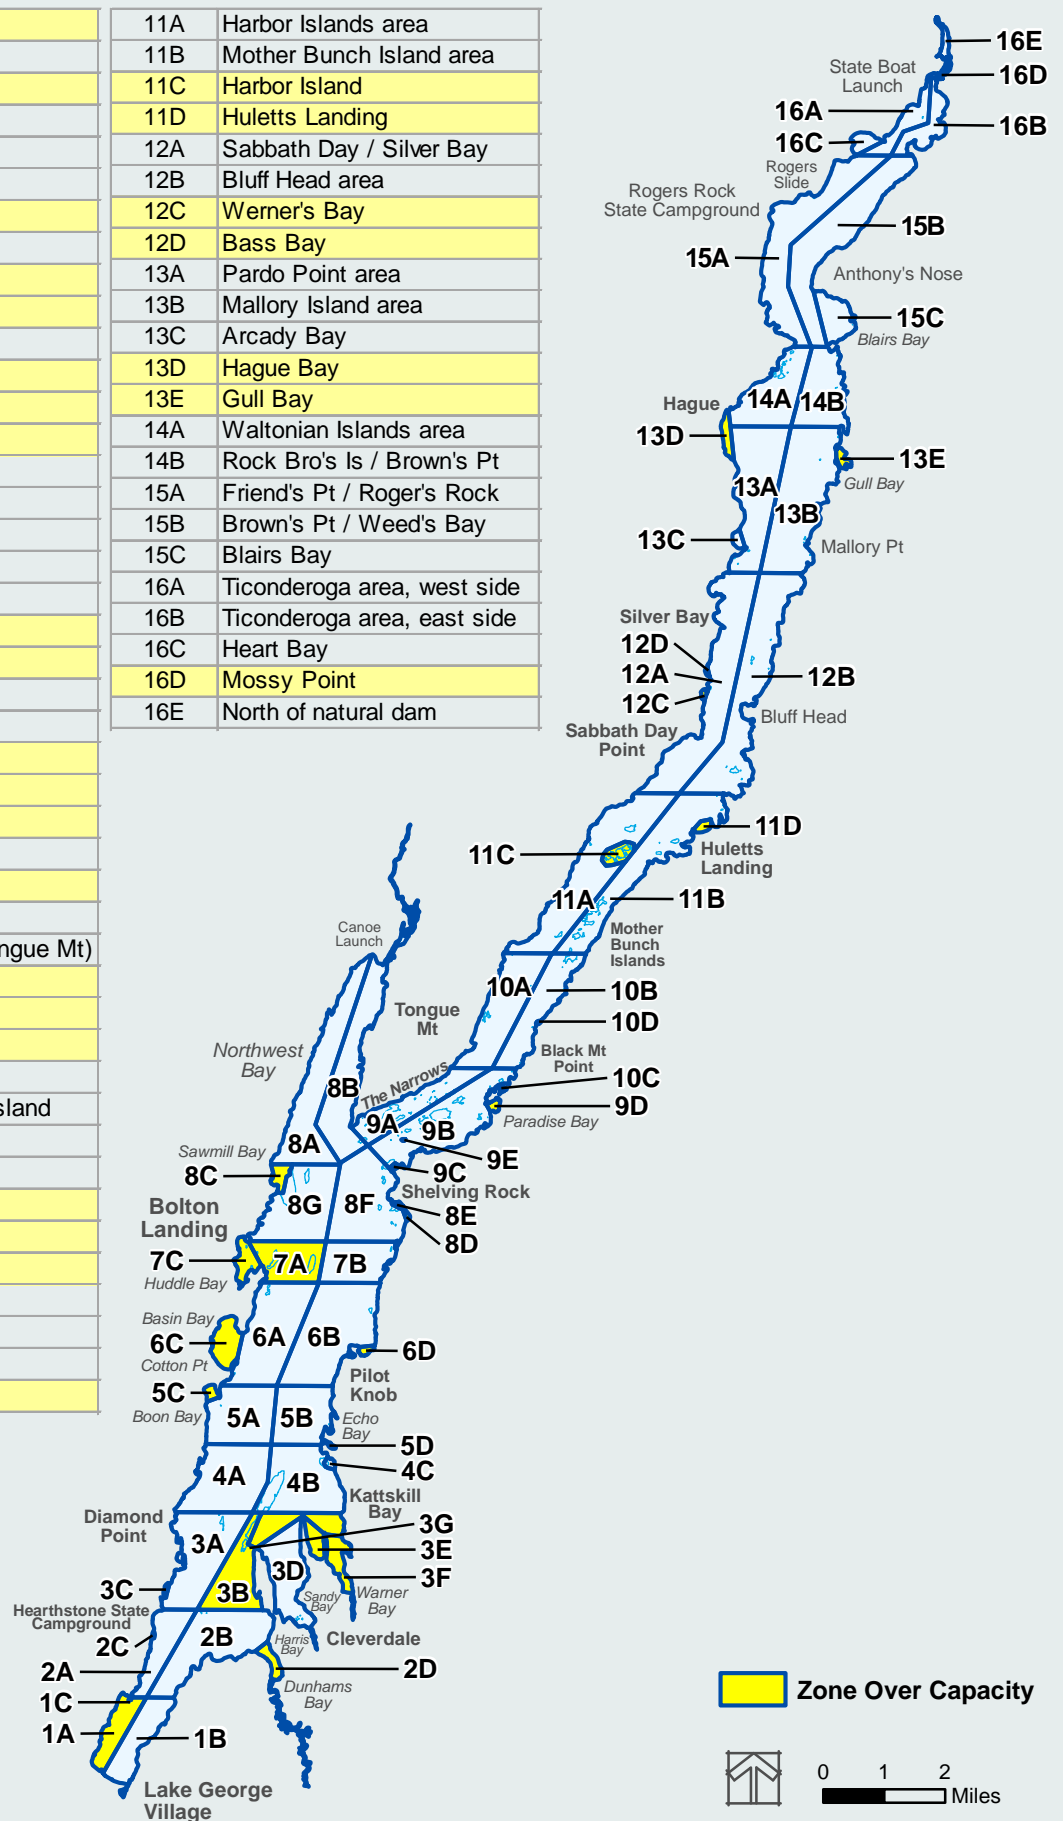 11A Harbor Islands area
11B Mother Bunch Island area
11C Harbor Island
11D Huletts Landing
12A Sabbath Day / Silver Bay
12B Bluff Head area
12C Werner's Bay
12D Bass Bay
13A Pardo Point area
13B Mallory Island area
13C Arcady Bay
13D Hague Bay
13E Gull Bay
14A Waltonian Islands area
14B Rock Bro's Is / Brown's Pt
15A Friend's Pt / Roger's Rock
15B Brown's Pt / Weed's Bay
15C Blairs Bay
16A Ticonderoga area, west side
16B Ticonderoga area, east side
16C Heart Bay
16D Mossy Point
16E North of natural dam
ngue Mt)
sland
16E
State Boat
Launch
16D
16A
16B
16C
Rogers
Slide
Rogers Rock
State Campground
15B
15A
Anthony's Nose
15C
Blairs Bay
14A
14B
Hague
13D
13E
Gull Bay
13A
13B
13C
Mallory Pt
Silver Bay
12D
12A
12B
12C
Bluff Head
Sabbath Day
Point
11D
Huletts
Landing
11C
11A
11B
Mother
Bunch
Islands
Canoe
Launch
10A
10B
Tongue
Mt
10D
Black Mt
Point
Northwest
Bay
The Narrows
10C
9D
Paradise Bay
8B
9A
9B
8A
9E
Sawmill Bay
9C
8C
Shelving Rock
8G
8F
8E
Bolton
Landing
8D
7C
7A
7B
Huddle Bay
Basin Bay
6C
6A
6B
6D
Cotton Pt
Pilot
Knob
5C
Boon Bay
5A
5B
Echo
Bay
5D
4C
4A
4B
Kattskill
Bay
Diamond
Point
3G
3A
3E
3D
3F
3C
3B
Sandy
Bay
Warner
Bay
Hearthstone State
Campground
2C
2B
Harris
Bay
Cleverdale
2A
2D
Dunhams
Bay
1C
1A
1B
Lake George
Village
Zone Over Capacity
0 1 2
Miles